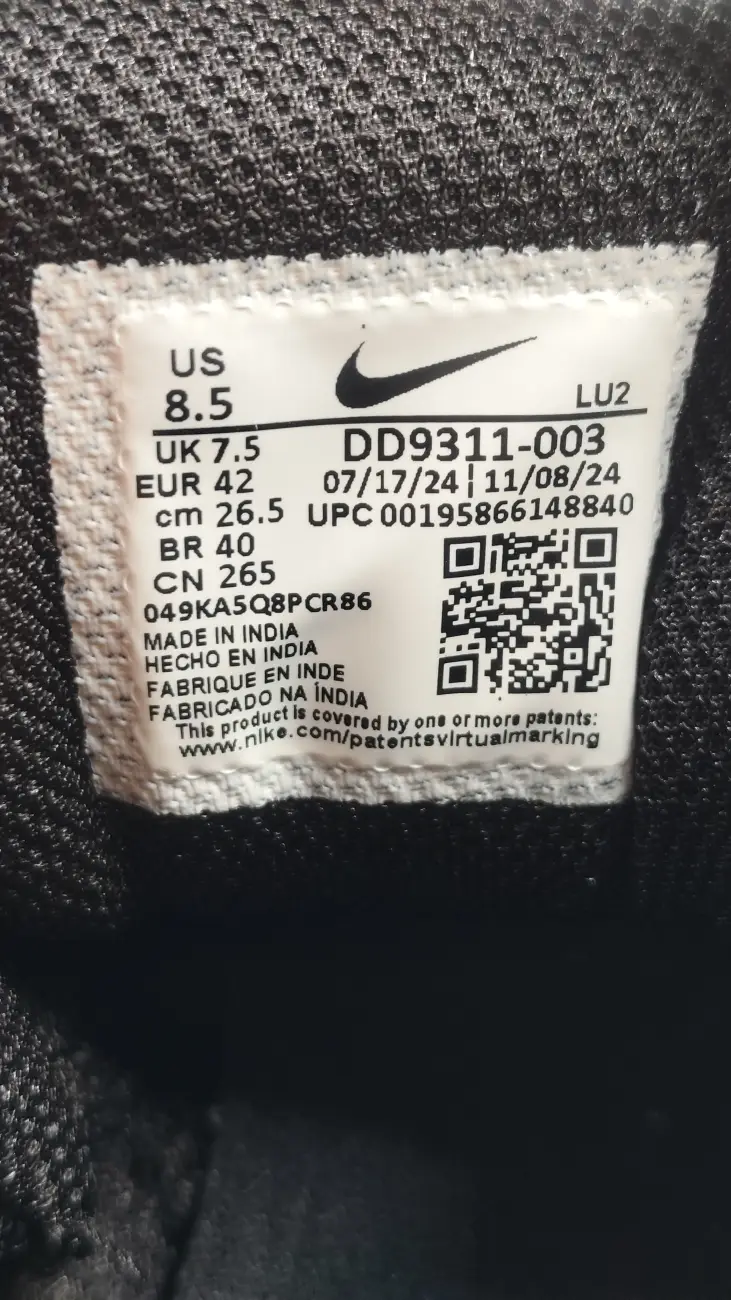 US
8.5
LU2
UK 7.5
DD9311-003
EUR 42
07/17/24 | 11/08/24
cm 26.5
UPC 00195866148840
BR 40
CN 265
049KA5Q8PCR86
MADE IN INDIA
HECHO EN INDIA
FABRIQUE EN INDE
FABRICADO NA ÍNDIA
This product is covered by one or more patents:
www.nike.com/patentsvirtualmarking